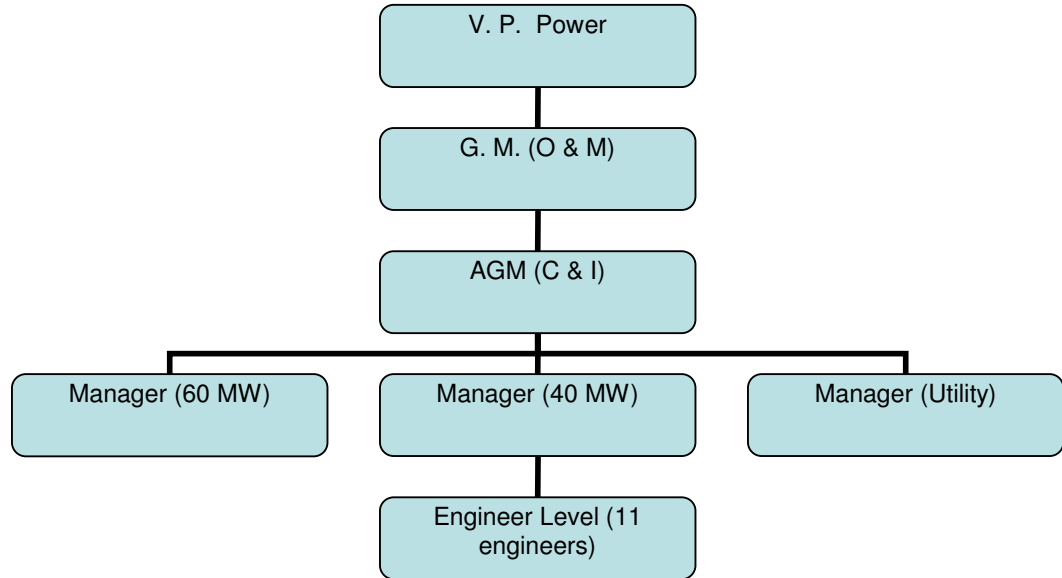 V. P. Power
G. M. (O & M)
AGM (C & I)
Manager (60 MW)
Manager (40 MW)
Manager (Utility)
Engineer Level (11
engineers)